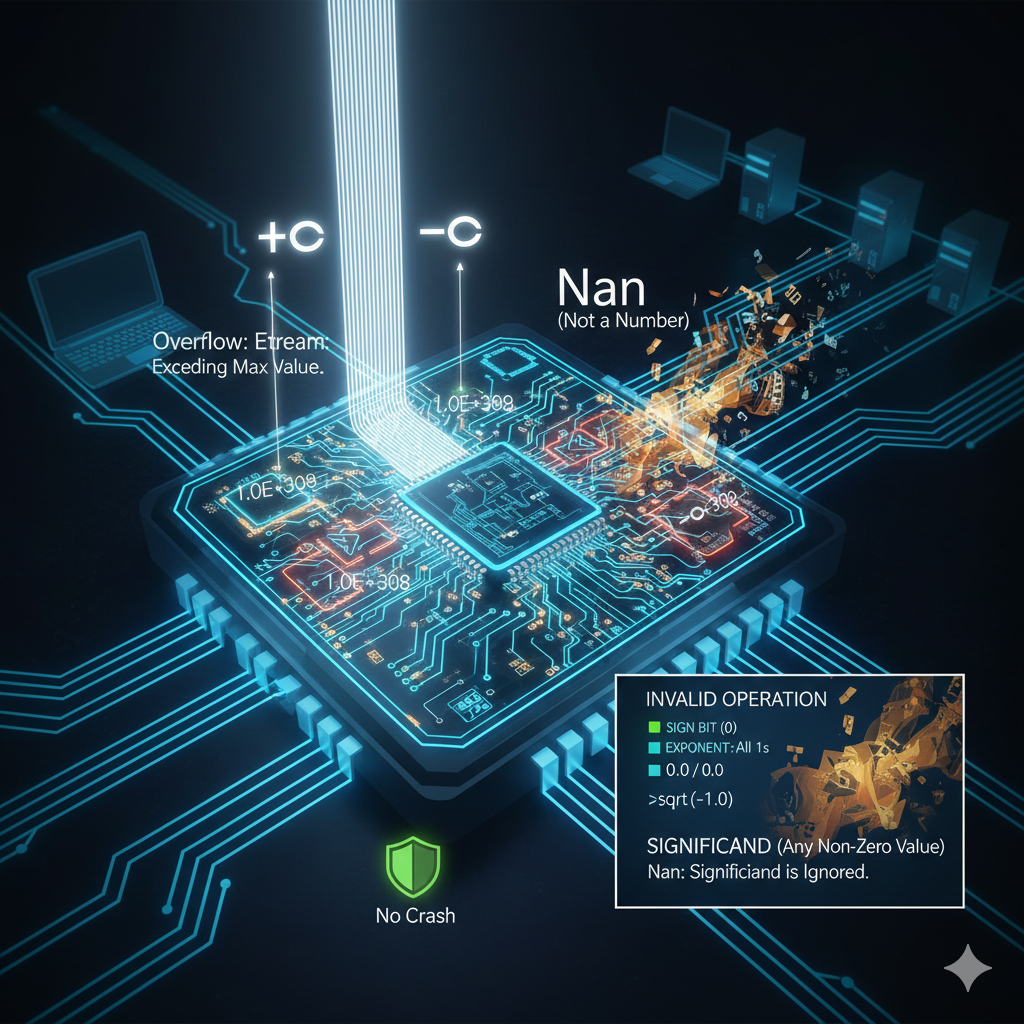 +C
-C
Nan
(Not a Number)
Overflow: Etream:
Exceding Max Value.
1.0E+308
1.0E+308
1.0E+308
INVALID OPERATION
SIGN BIT (0)
EXPONENT: All 1s
0.0 / 0.0
>sqrt(-1.0)
SIGNIFICAND (Any Non-Zero Value)
Nan: Significiand is Ignored.
No Crash